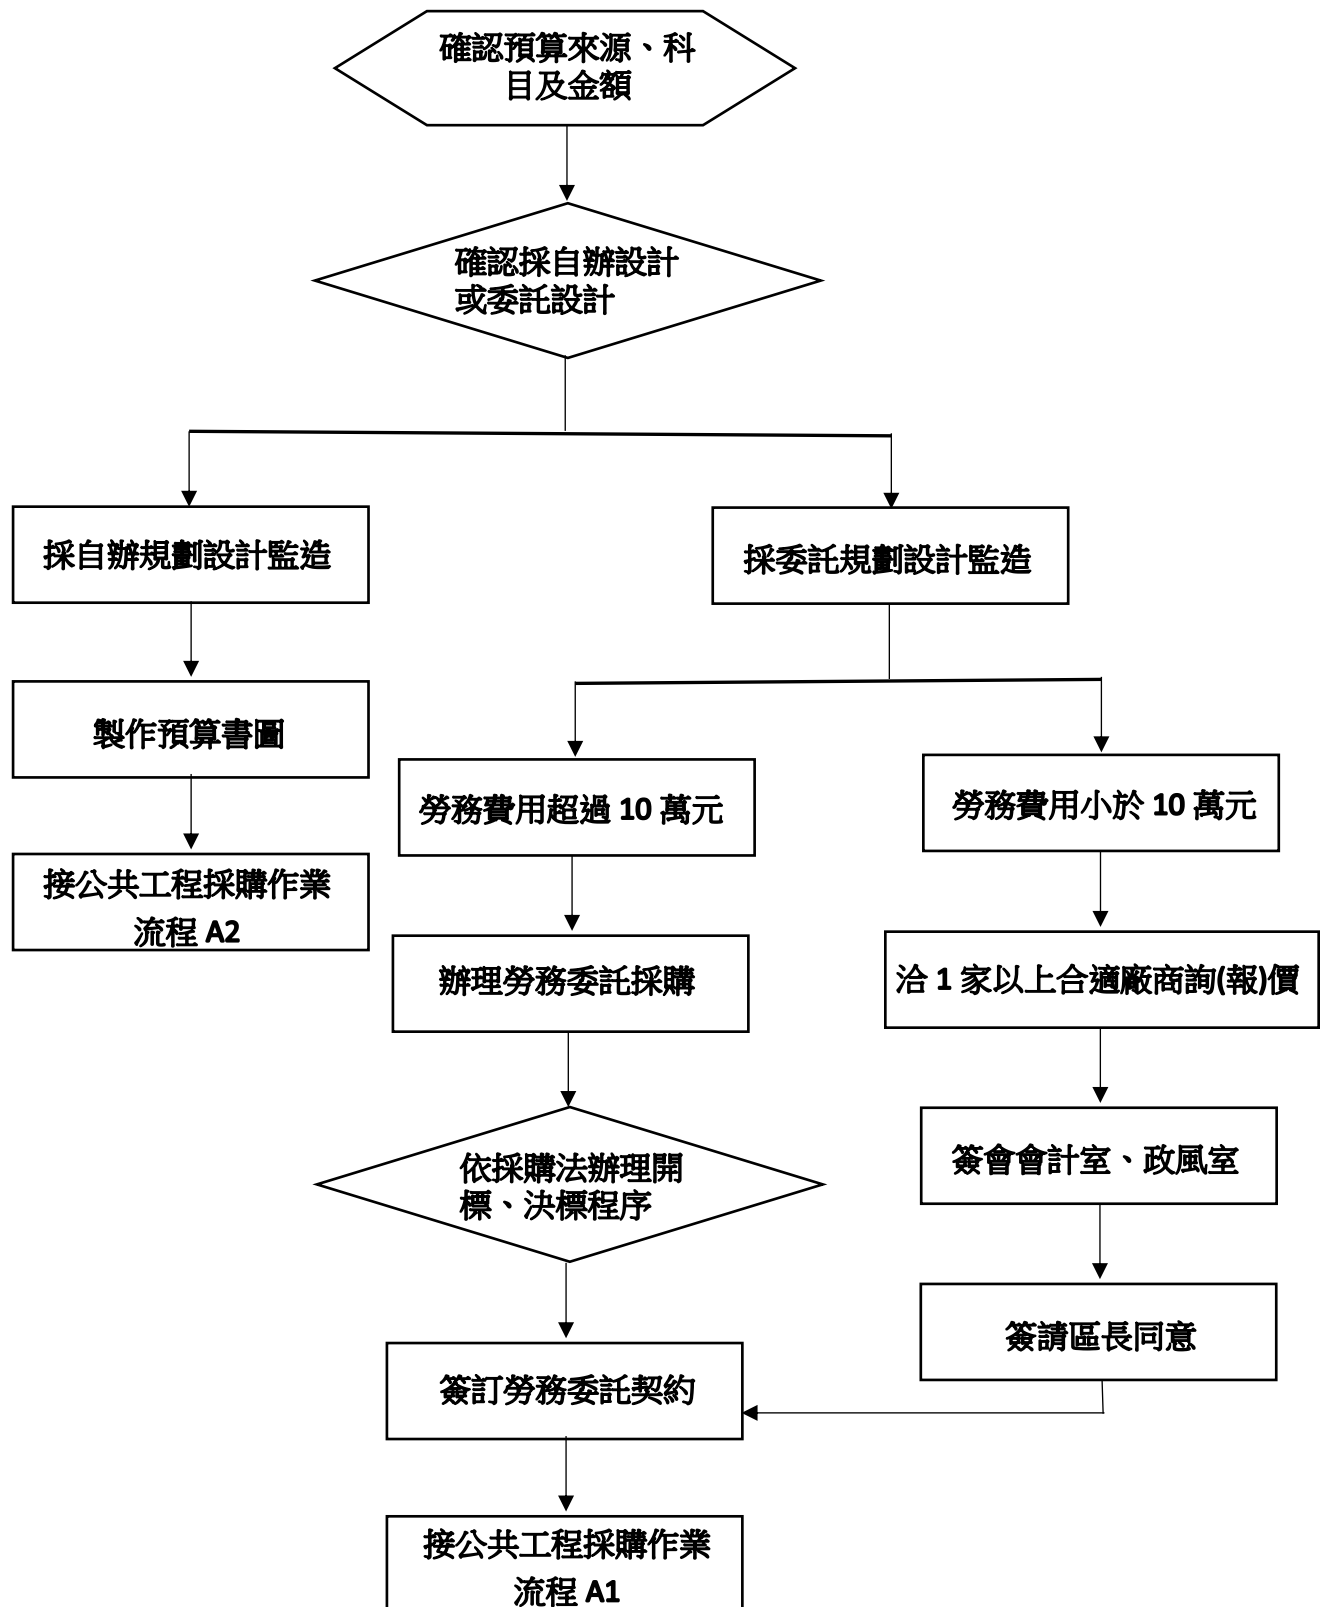 確認預算來源、科
目及金額
確認採自辦設計
或委託設計
採自辦規劃設計監造
採委託規劃設計監造
製作預算書圖
勞務費用超過 10 萬元
勞務費用小於 10 萬元
接公共工程採購作業
流程 A2
辦理勞務委託採購
洽 1 家以上合適廠商詢(報)價
依採購法辦理開
標、決標程序
簽會會計室、政風室
簽請區長同意
簽訂勞務委託契約
接公共工程採購作業
流程 A1